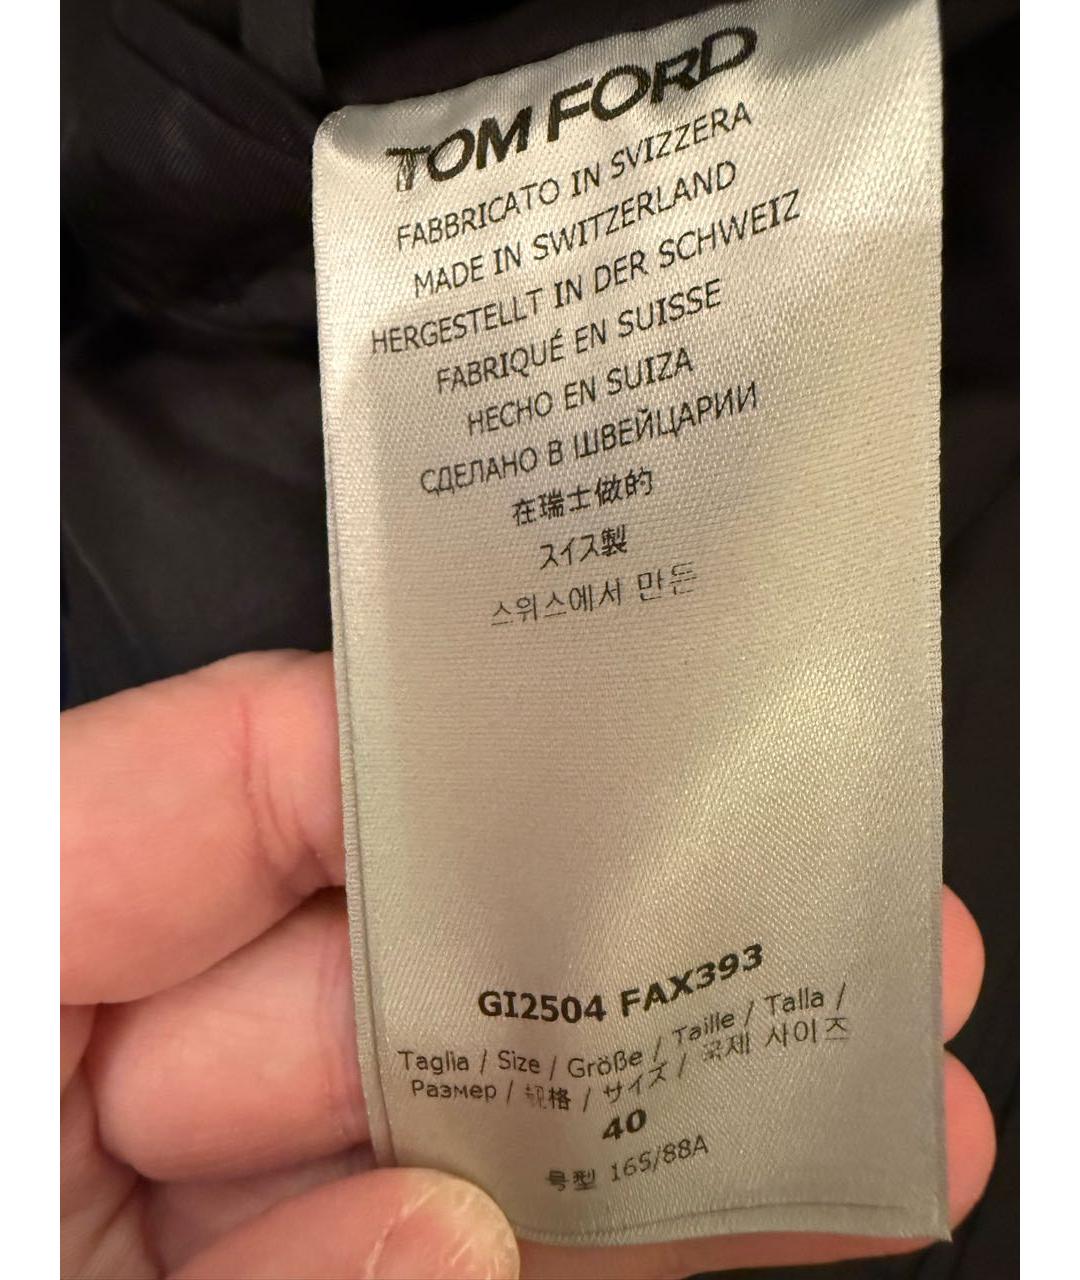 TOM FORD
FABBRICATO IN SVIZZERA
MADE IN SWITZERLAND
HERGESTELLT IN DER SCHWEIZ
FABRIQUÉ EN SUISSE
HECHO EN SUIZA
СДЕЛАНО В ШВЕЙЦАРИИ
在瑞士做的
スイス製
스위스에서 만든
GI2504 FAX393
Taglia / Size / Größe / Taille / Talla /
Размер / 规格 / サイズ / 국제 사이즈
40
号型 165/88A